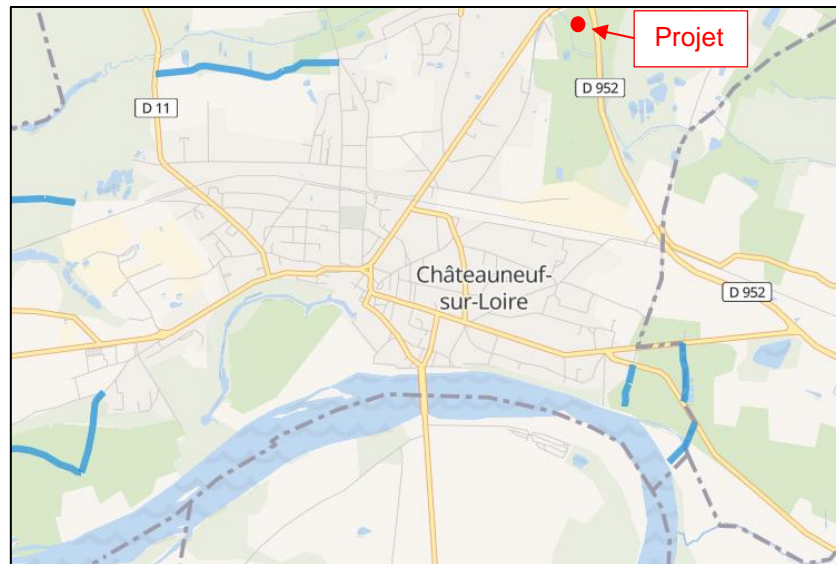 Projet
D 952
D 11
Châteauneuf-
sur-Loire
D 952